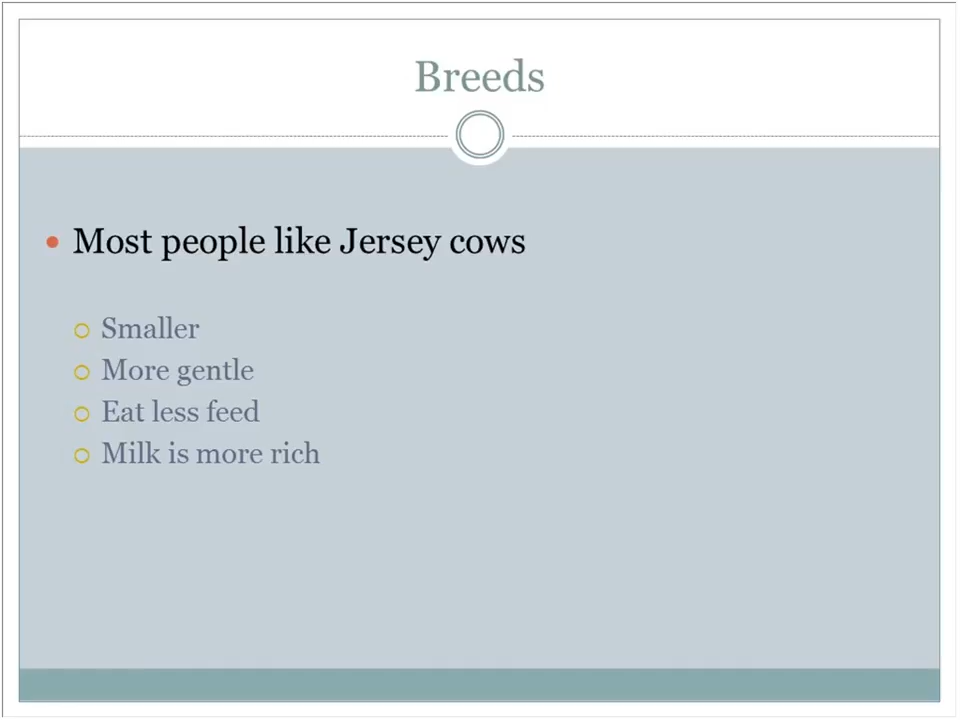 Breeds
Most people like Jersey cows
Smaller
More gentle
Eat less feed
Milk is more rich